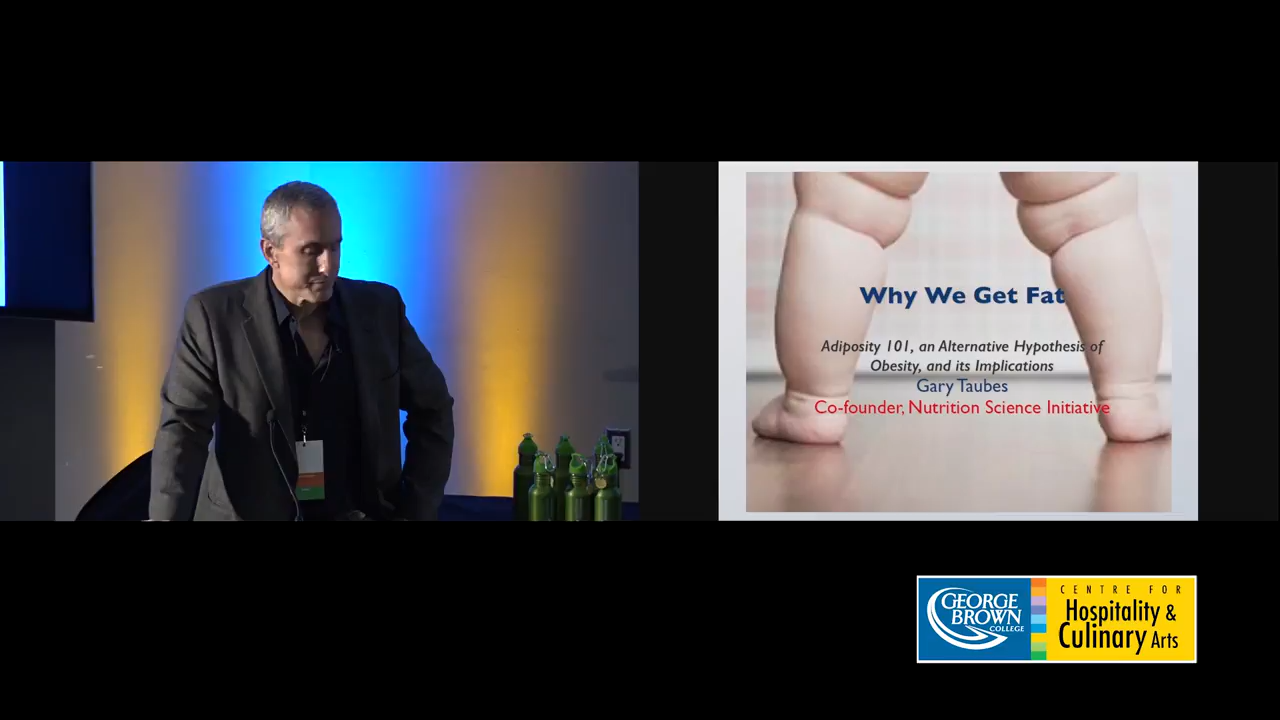 Why We Get Fat
Adiposity 101, an Alternative Hypothesis of
Obesity, and its Implications
Gary Taubes
Co-founder, Nutrition Science Initiative
GEORGE
BROWN
COLLEGE
CENTRE FOR
Hospitality &
Culinary Arts